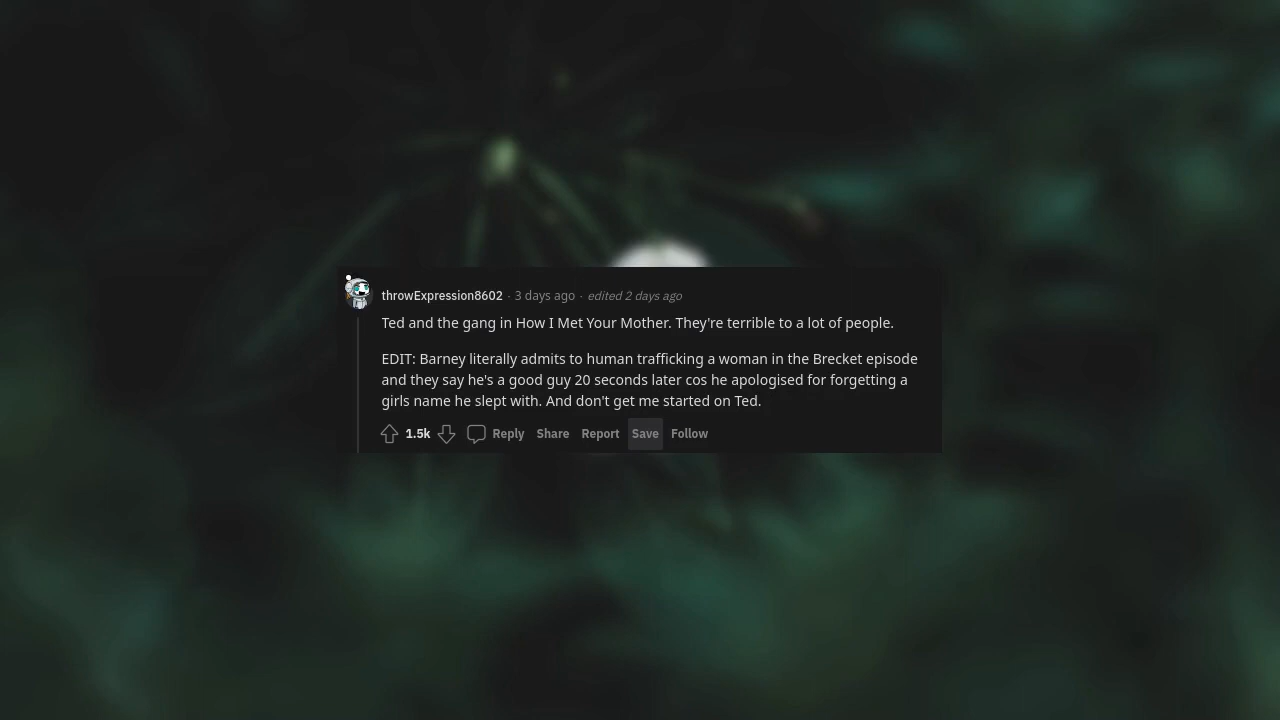 throwExpression8602 · 3 days ago · edited 2 days ago
Ted and the gang in How I Met Your Mother. They're terrible to a lot of people.
EDIT: Barney literally admits to human trafficking a woman in the Brecket episode
and they say he's a good guy 20 seconds later cos he apologised for forgetting a
girls name he slept with. And don't get me started on Ted.
1.5k Reply Share Report Save Follow